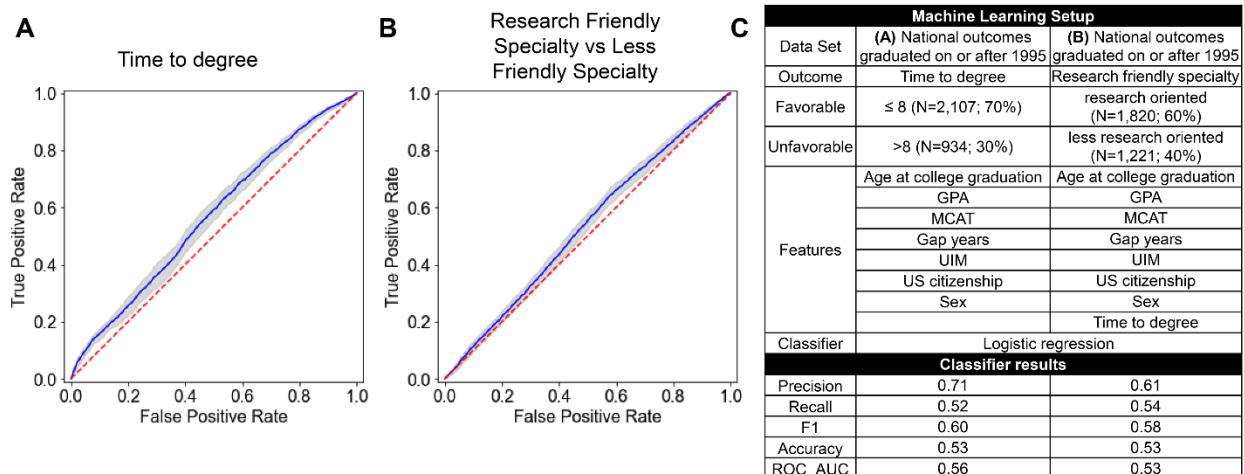 A
Time to degree
1.0
0.8
0.6
0.4
0.2
0.0
0.0 0.2 0.4 0.6 0.8 1.0
True Positive Rate
False Positive Rate
B
Research Friendly
Specialty vs Less
Friendly Specialty
1.0
0.8
0.6
0.4
0.2
0.0
0.0 0.2 0.4 0.6 0.8 1.0
True Positive Rate
False Positive Rate
C
Machine Learning Setup
Data Set
(A) National outcomes
graduated on or after 1995
(B) National outcomes
graduated on or after 1995
Outcome Time to degree Research friendly specialty
Favorable
≤ 8 (N=2,107; 70%)
research oriented
(N=1,820; 60%)
Unfavorable
>8 (N=934; 30%)
less research oriented
(N=1,221; 40%)
Features
Age at college graduation Age at college graduation
GPA GPA
MCAT MCAT
Gap years Gap years
UIM UIM
US citizenship US citizenship
Sex Sex
Time to degree
Classifier Logistic regression
Classifier results
Precision 0.71 0.61
Recall 0.52 0.54
F1 0.60 0.58
Accuracy 0.53 0.53
ROC_AUC 0.56 0.53